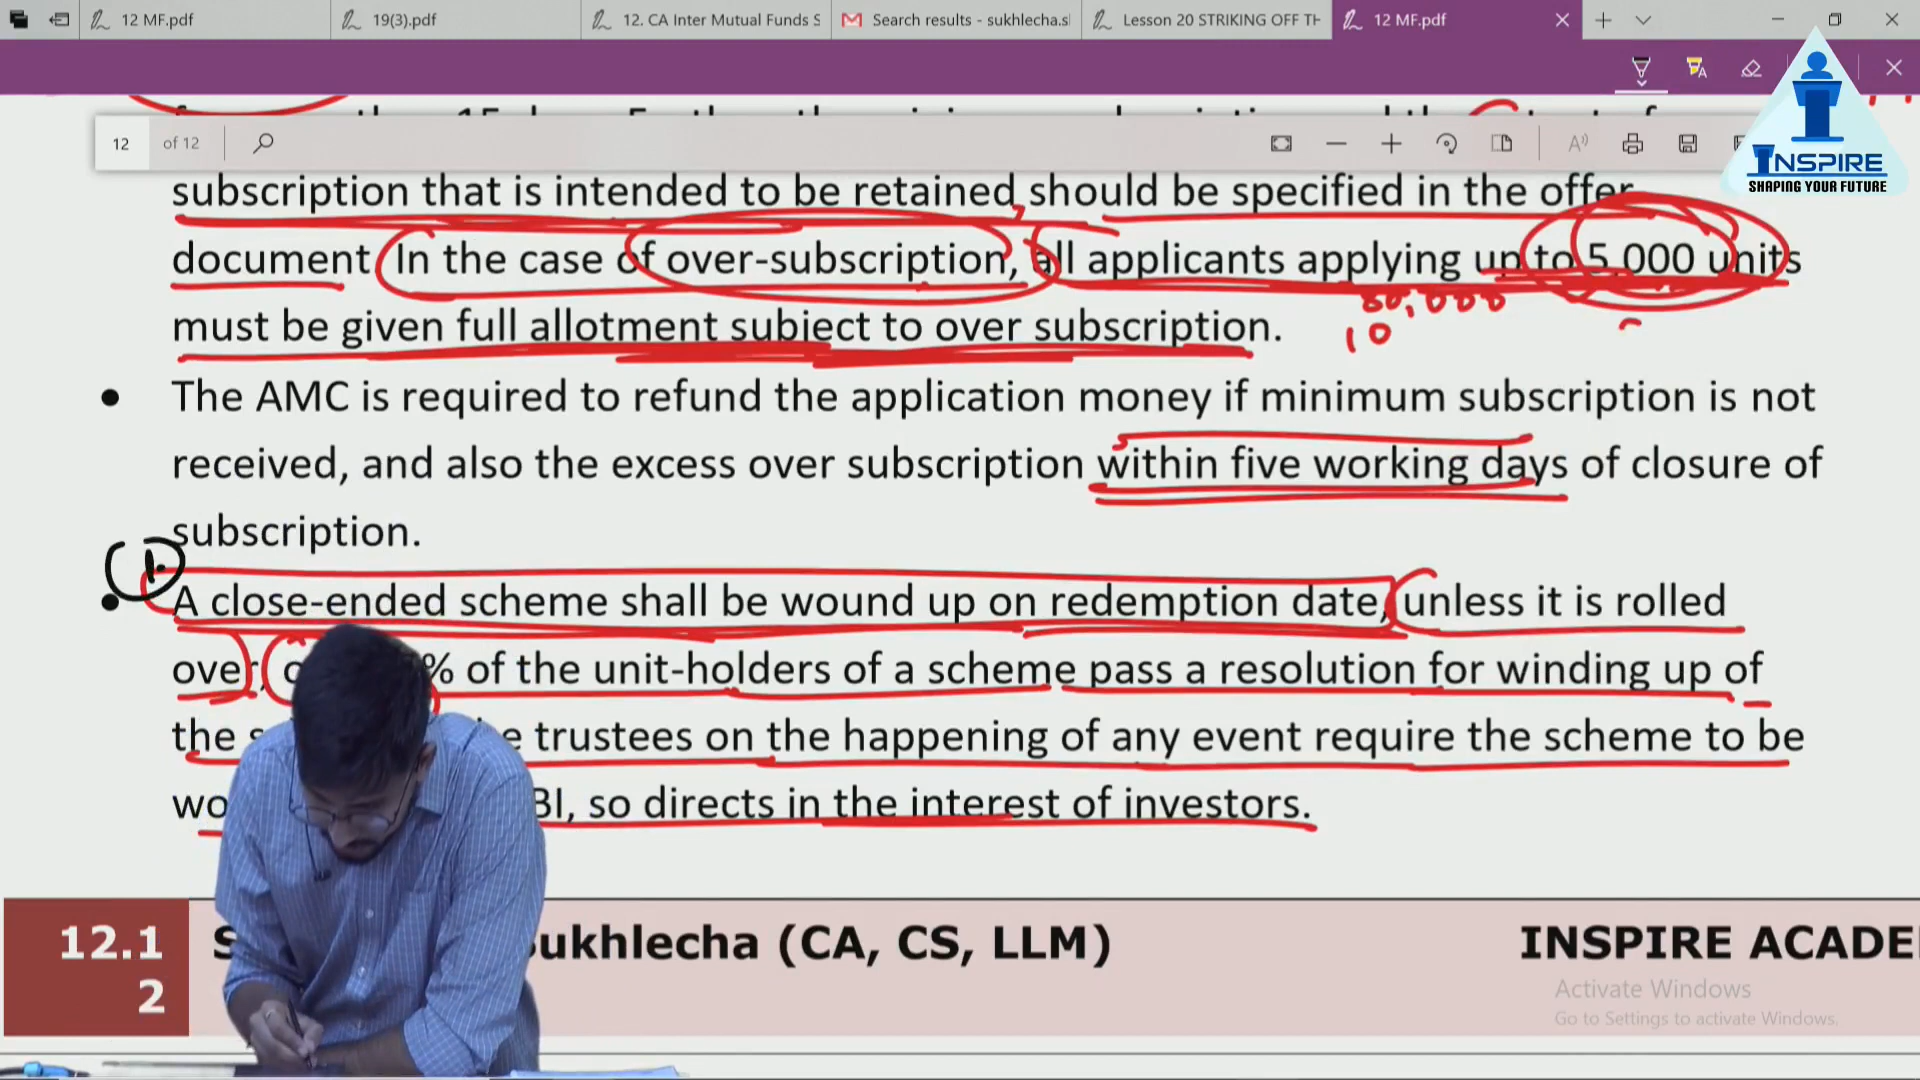 12 MF.pdf
19(3).pdf
12. CA Inter Mutual Funds S
Search results - sukhlecha.s
Lesson 20 STRIKING OFF TH
12 MF.pdf
12 of 12
INSPIRE
SHAPING YOUR FUTURE
subscription that is intended to be retained, should be specified in the offer
document In the case of over-subscription, all applicants applying up to 5,000 units
must be given full allotment subject to over subscription.
10
• The AMC is required to refund the application money if minimum subscription is not
received, and also the excess over subscription within five working days of closure of
subscription.
1.
• A close-ended scheme shall be wound up on redemption date, unless it is rolled
over, % of the unit-holders of a scheme pass a resolution for winding up of
the trustees on the happening of any event require the scheme to be
so directs in the interest of investors.
12.1
2
ukhlecha (CA, CS, LLM)
INSPIRE ACADE
Activate Windows
Go to Settings to activate Windows.